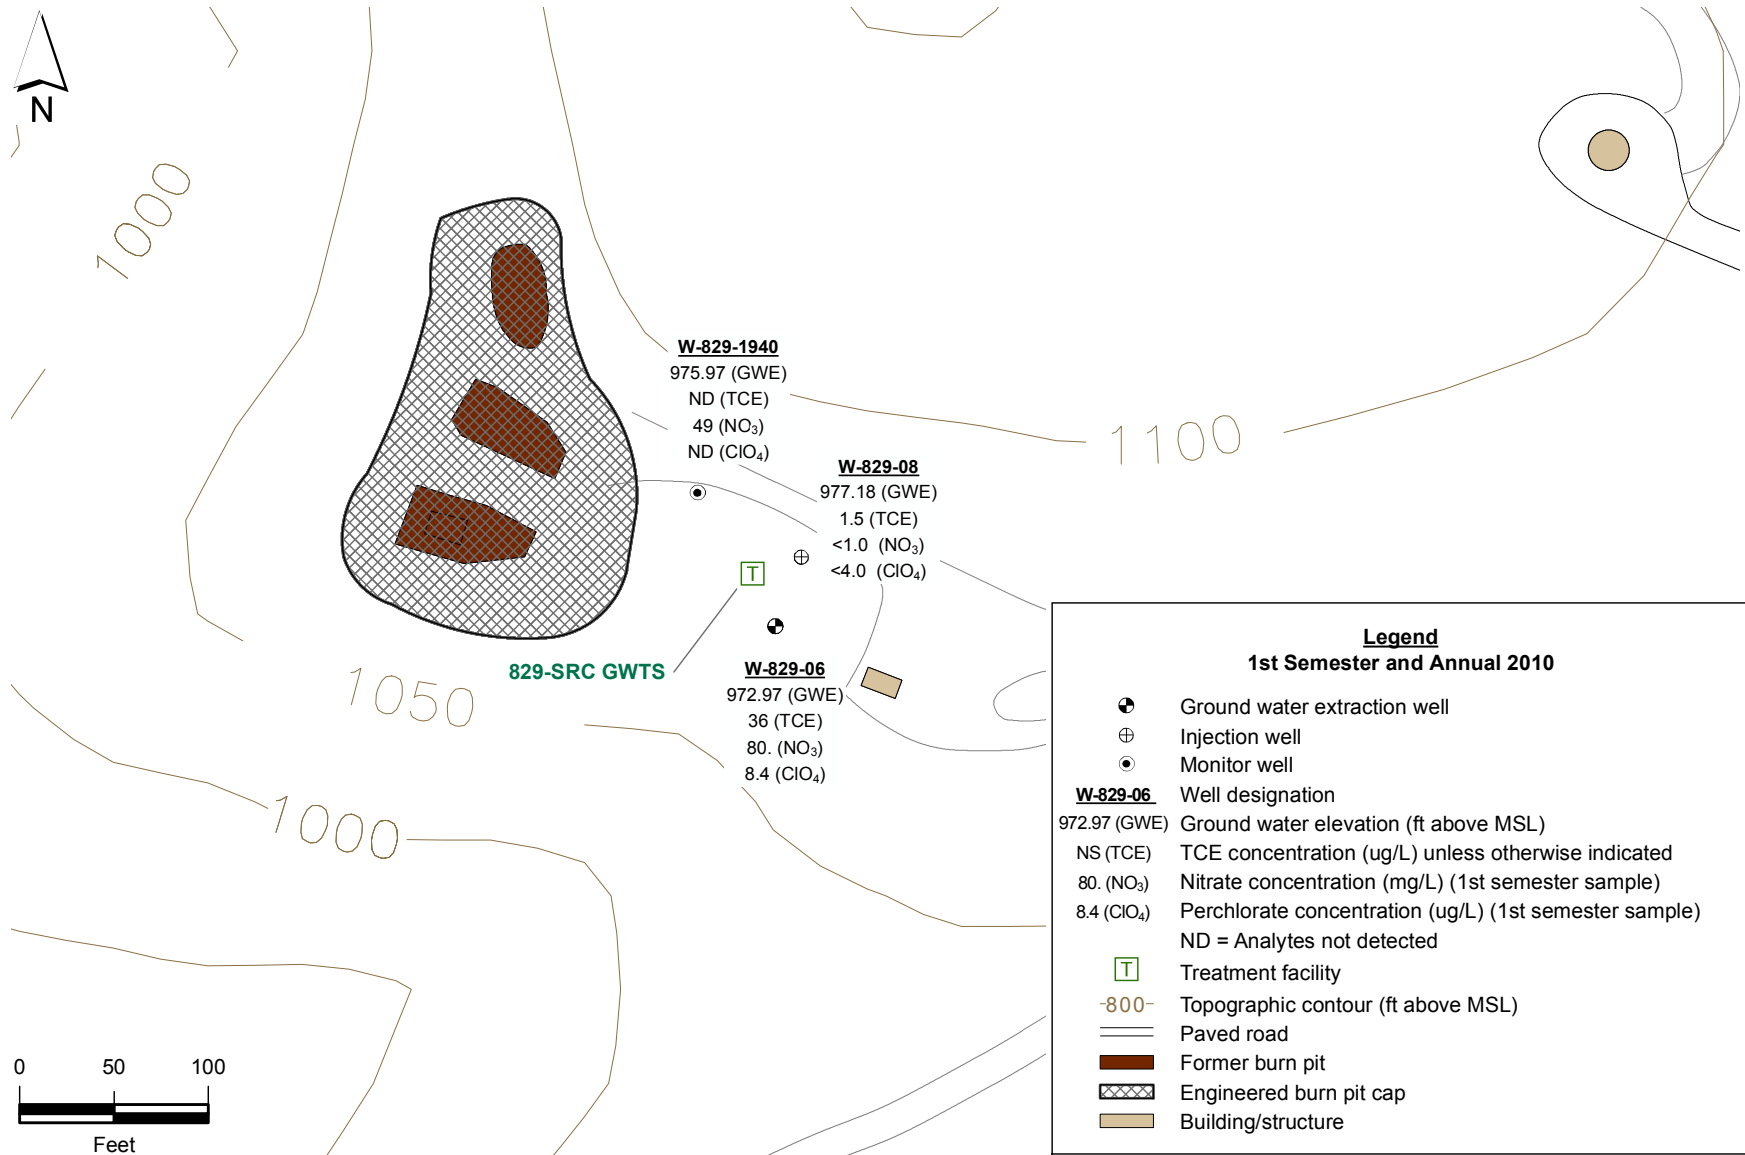 N
1000
W-829-1940
975.97 (GWE)
ND (TCE)
49 (NO₃)
ND (ClO₄)
1100
W-829-08
977.18 (GWE)
1.5 (TCE)
<1.0 (NO₃)
<4.0 (ClO₄)
T
829-SRC GWTS
W-829-06
972.97 (GWE)
36 (TCE)
80. (NO₃)
8.4 (ClO₄)
1050
1000
0 50 100
Feet
Legend
1st Semester and Annual 2010
Ground water extraction well
Injection well
Monitor well
W-829-06 Well designation
972.97 (GWE) Ground water elevation (ft above MSL)
NS (TCE) TCE concentration (ug/L) unless otherwise indicated
80. (NO₃) Nitrate concentration (mg/L) (1st semester sample)
8.4 (ClO₄) Perchlorate concentration (ug/L) (1st semester sample)
ND = Analytes not detected
T Treatment facility
-800- Topographic contour (ft above MSL)
Paved road
Former burn pit
Engineered burn pit cap
Building/structure